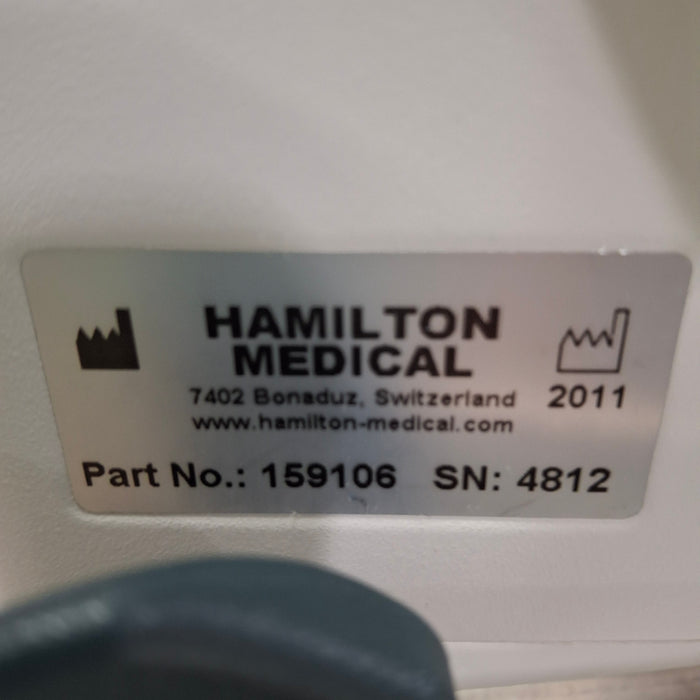 HAMILTON
MEDICAL
7402 Bonaduz, Switzerland
2011
www.hamilton-medical.com
Part No.: 159106 SN: 4812